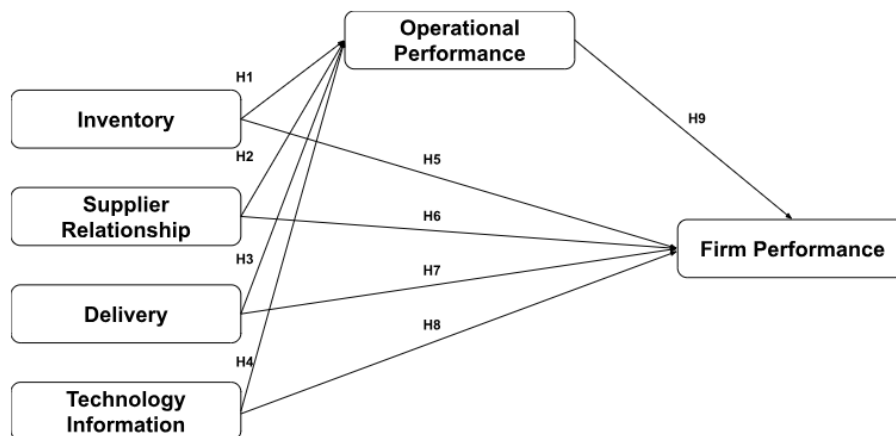 Operational
Performance
H1
Inventory
H9
H2
H5
Supplier
Relationship
H6
Firm Performance
H3
H7
Delivery
H8
H4
Technology
Information